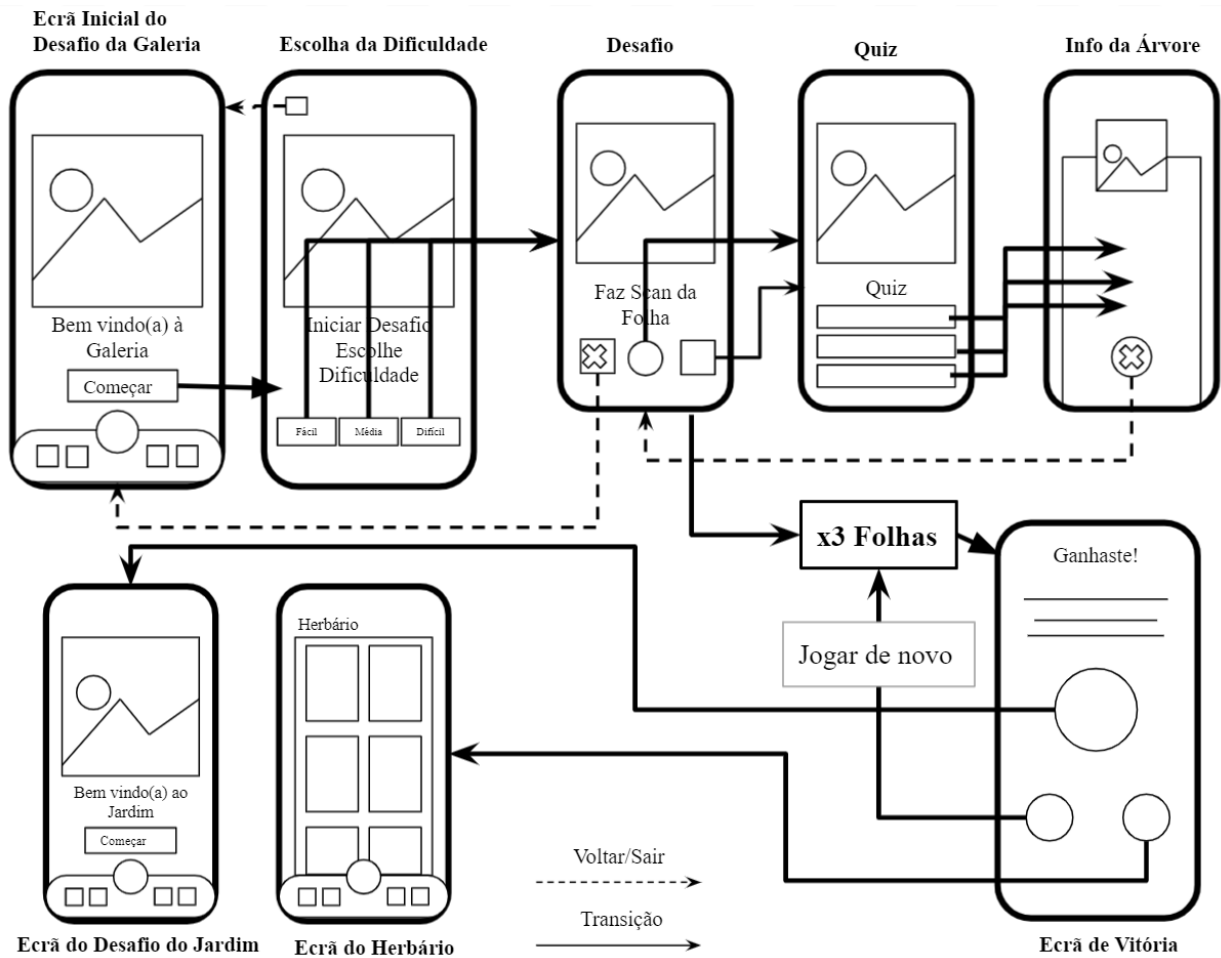 Ecrã Inicial do
Desafio da Galeria
Escolha da Dificuldade
Desafio
Quiz
Info da Árvore
Bem vindo(a) à
Galeria
Começar
Iniciar Desafio
Escolhe
Dificuldade
Fácil
Média
Difícil
Faz Scan da
Folha
Quiz
x3 Folhas
Jogar de novo
Ganhaste!
Bem vindo(a) ao
Jardim
Começar
Herbário
Voltar/Sair
Transição
Ecrã do Desafio do Jardim
Ecrã do Herbário
Ecrã de Vitória